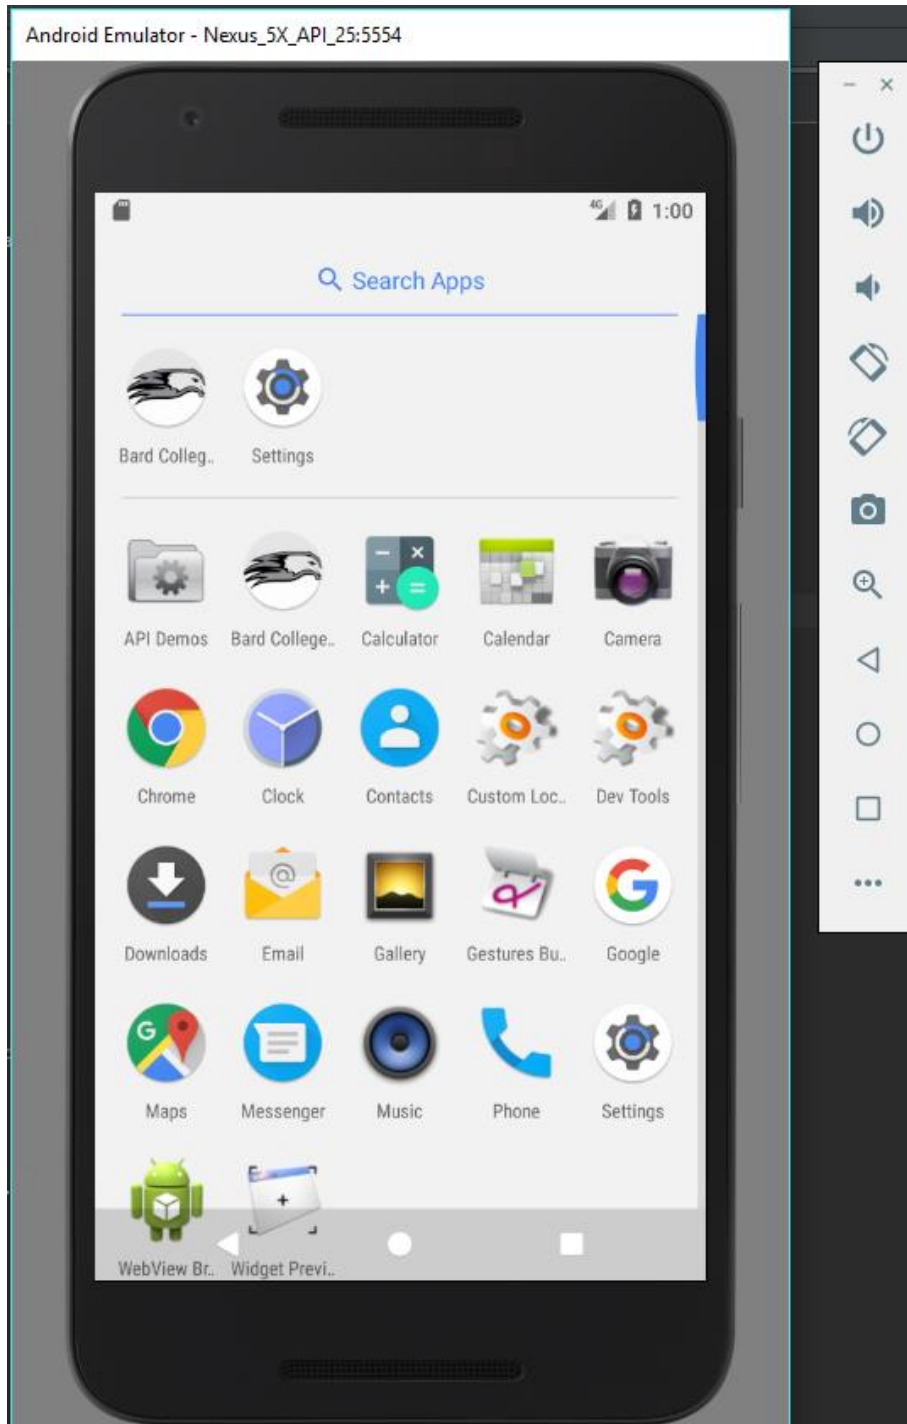 Android Emulator - Nexus_5X_API_25:5554
4G 1:00
Search Apps
Bard Colleg.. Settings
API Demos Bard College.. Calculator Calendar Camera
Chrome Clock Contacts Custom Loc.. Dev Tools
@
Downloads Email Gallery Gestures Bu.. Google
G
Maps Messenger Music Phone Settings
WebView Br.. Widget Previ..